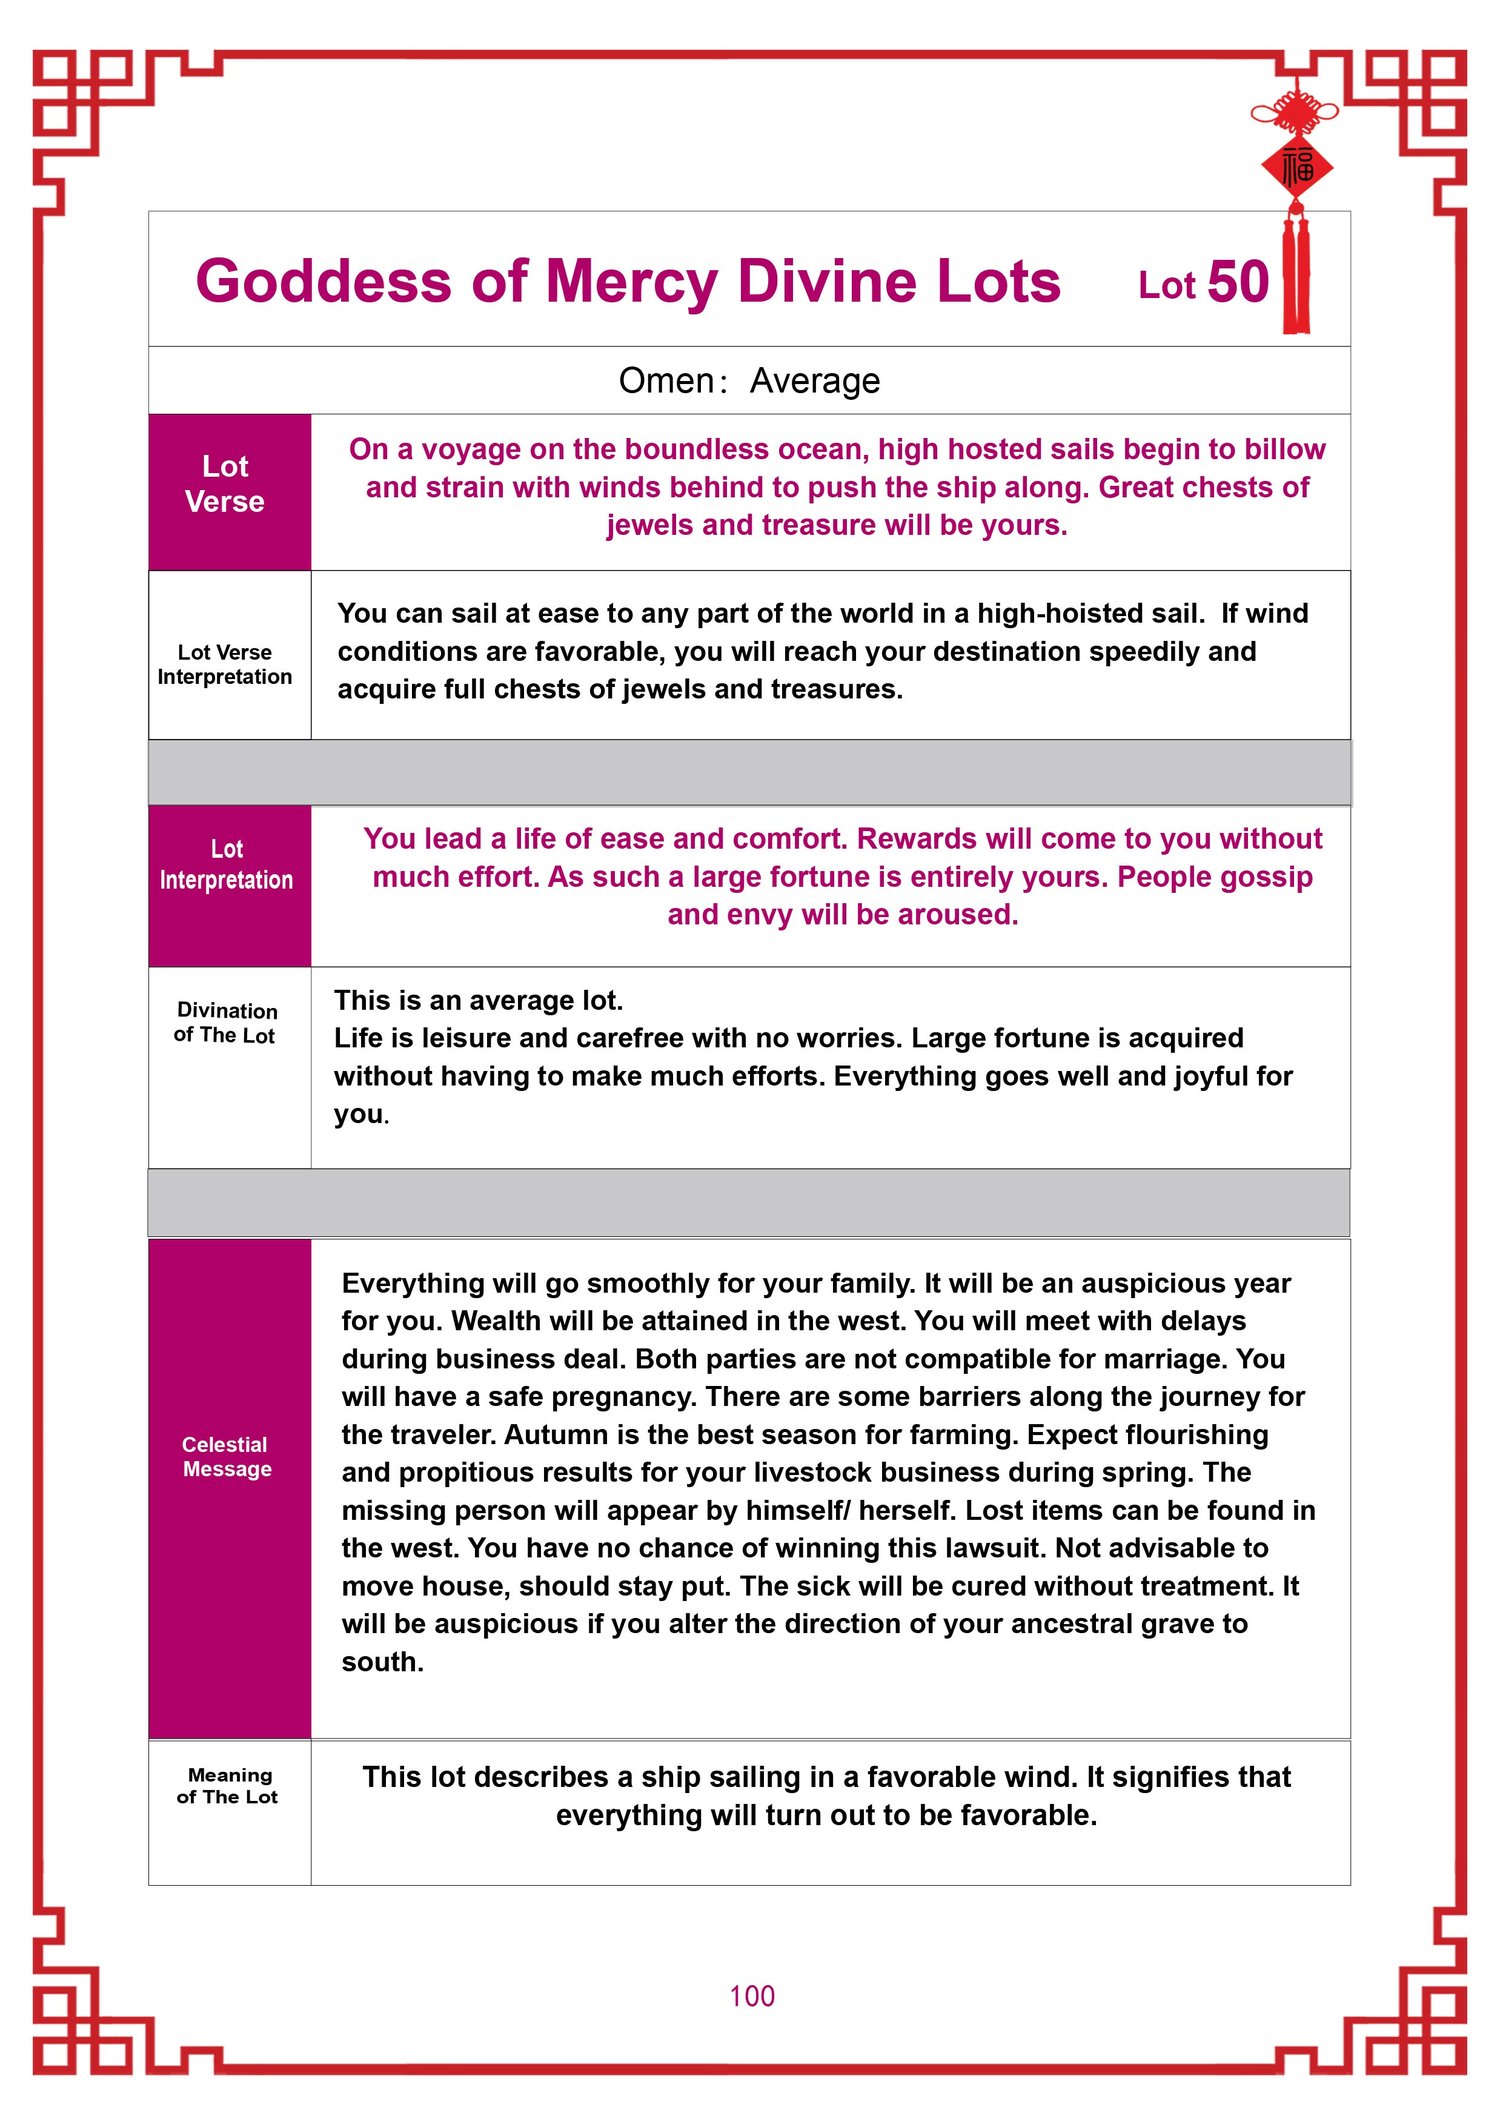 福
Goddess of Mercy Divine Lots Lot 50
Omen: Average
Lot
Verse
On a voyage on the boundless ocean, high hosted sails begin to billow
and strain with winds behind to push the ship along. Great chests of
jewels and treasure will be yours.
Lot Verse
Interpretation
You can sail at ease to any part of the world in a high-hoisted sail. If wind
conditions are favorable, you will reach your destination speedily and
acquire full chests of jewels and treasures.
Lot
Interpretation
You lead a life of ease and comfort. Rewards will come to you without
much effort. As such a large fortune is entirely yours. People gossip
and envy will be aroused.
Divination
of The Lot
This is an average lot.
Life is leisure and carefree with no worries. Large fortune is acquired
without having to make much efforts. Everything goes well and joyful for
you.
Celestial
Message
Everything will go smoothly for your family. It will be an auspicious year
for you. Wealth will be attained in the west. You will meet with delays
during business deal. Both parties are not compatible for marriage. You
will have a safe pregnancy. There are some barriers along the journey for
the traveler. Autumn is the best season for farming. Expect flourishing
and propitious results for your livestock business during spring. The
missing person will appear by himself/ herself. Lost items can be found in
the west. You have no chance of winning this lawsuit. Not advisable to
move house, should stay put. The sick will be cured without treatment. It
will be auspicious if you alter the direction of your ancestral grave to
south.
Meaning
of The Lot
This lot describes a ship sailing in a favorable wind. It signifies that
everything will turn out to be favorable.
100